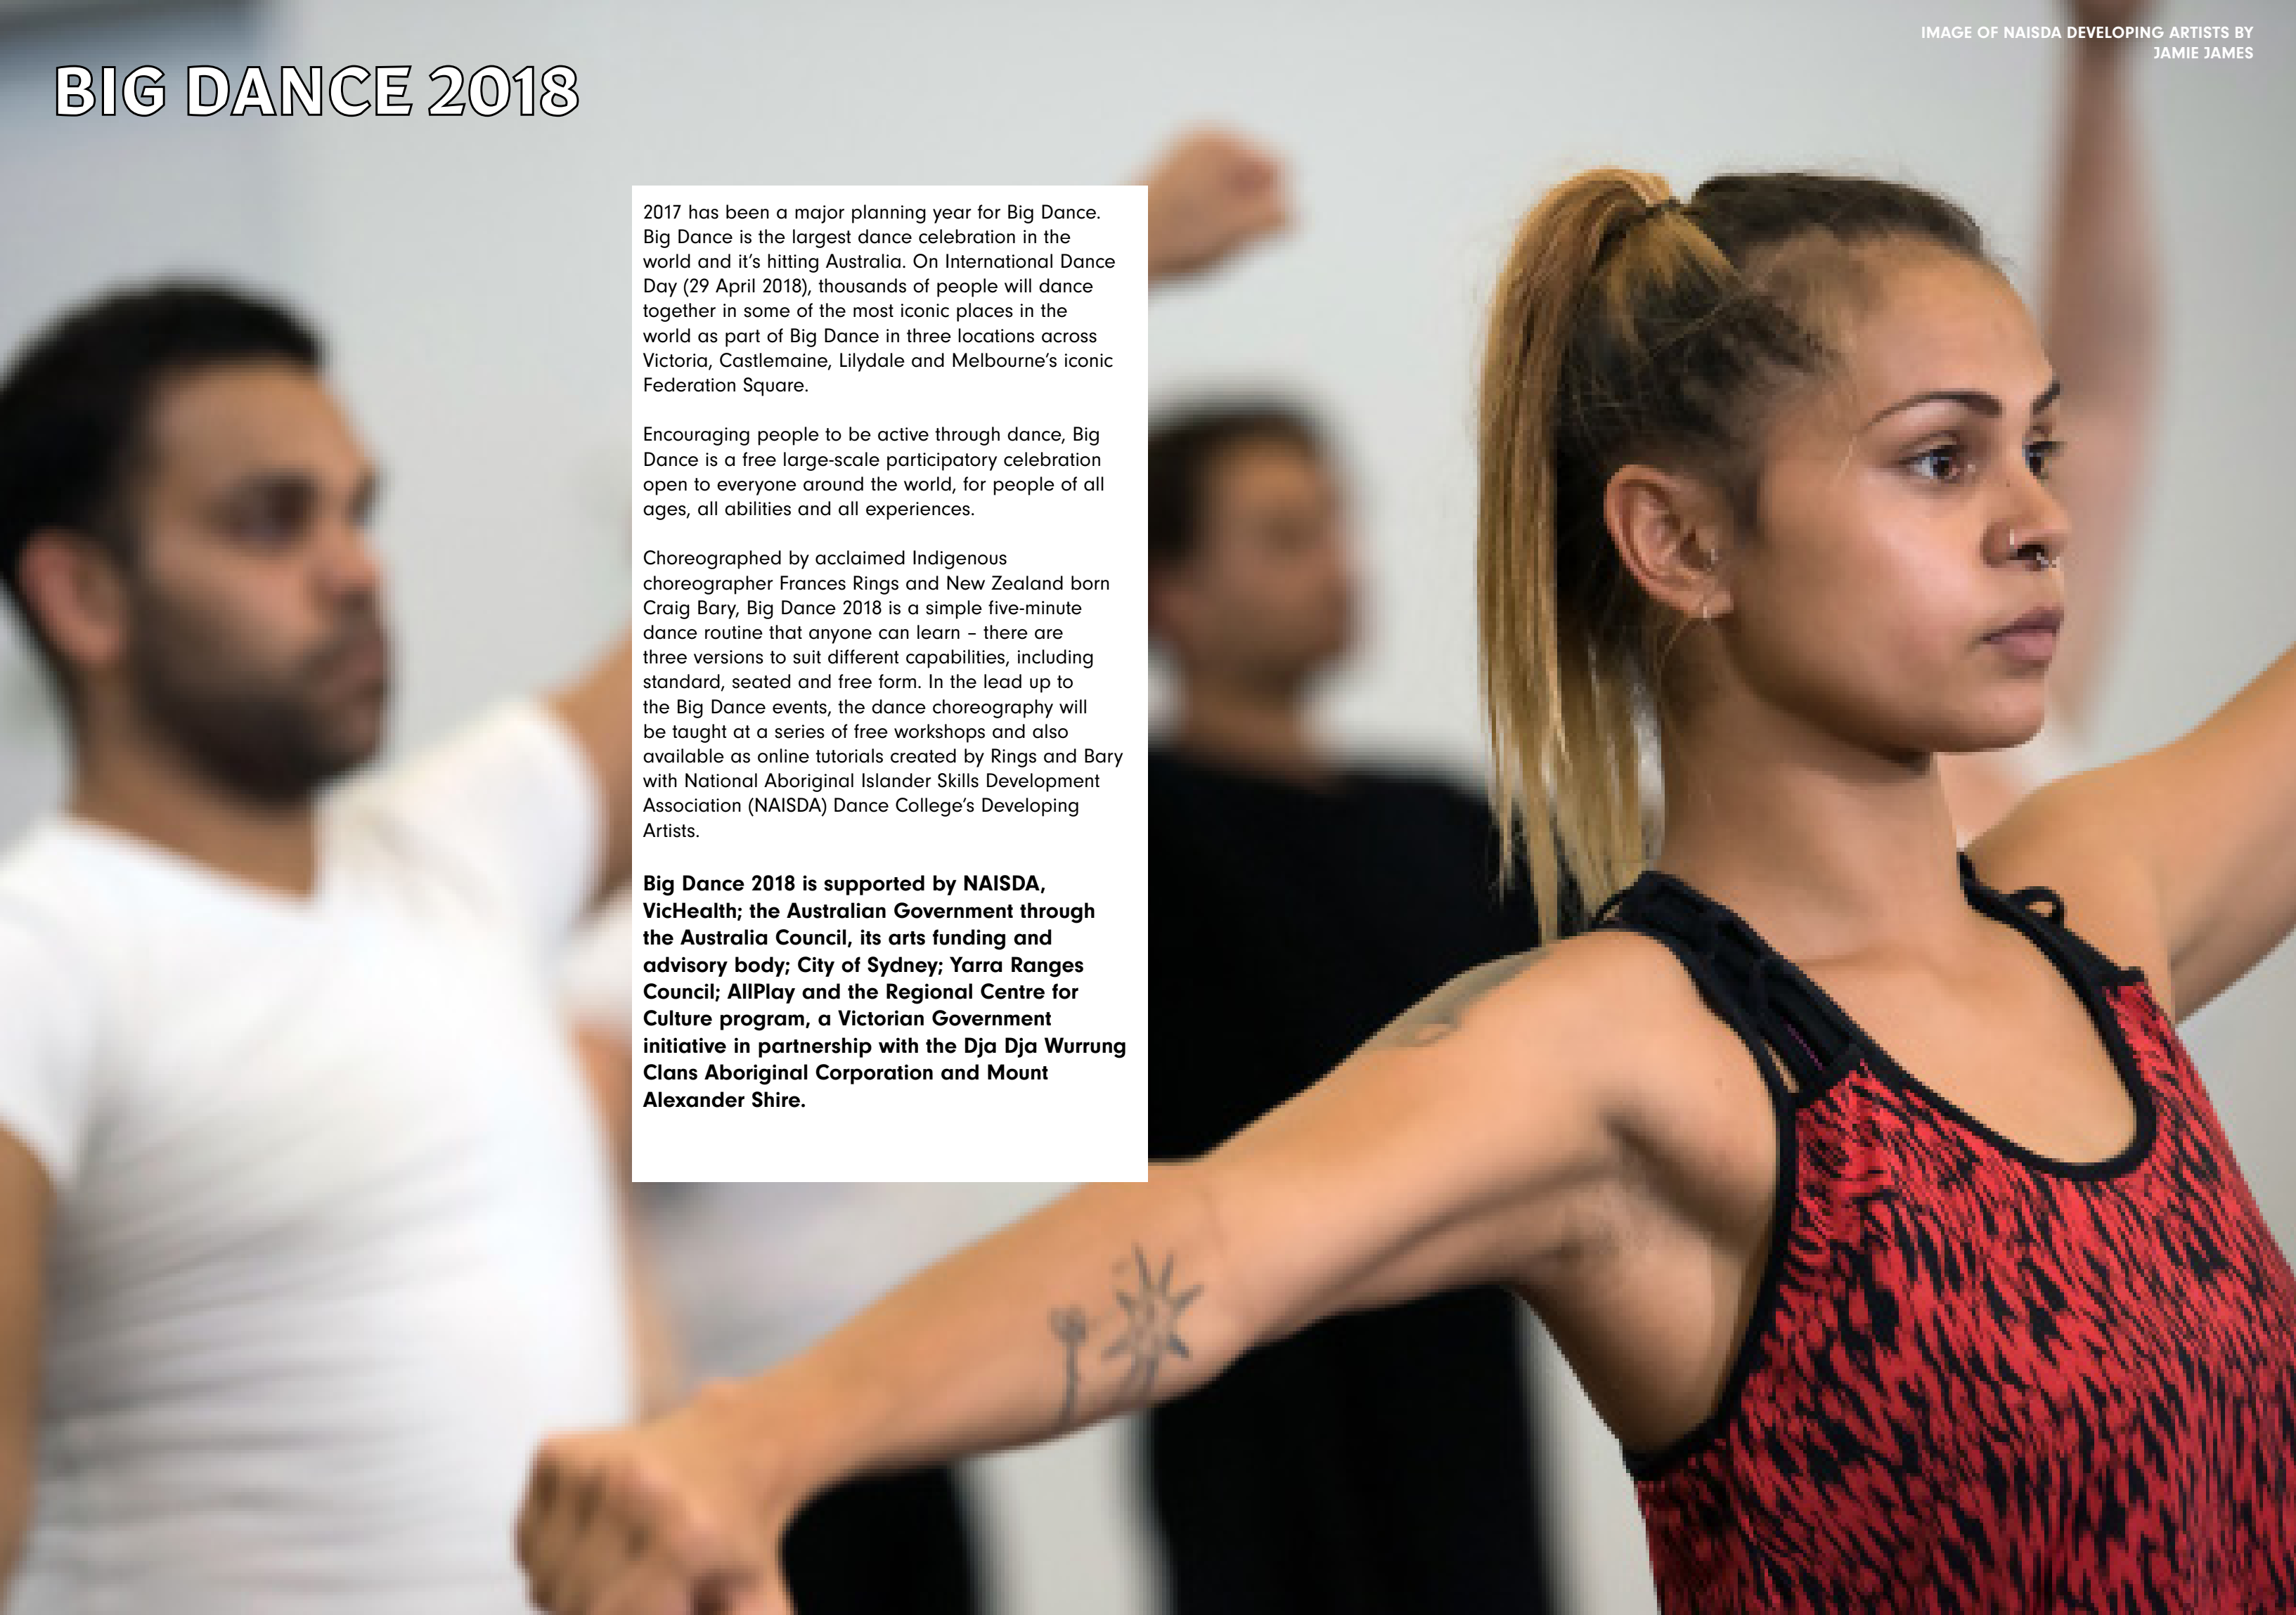 IMAGE OF NAISDA DEVELOPING ARTISTS BY
JAMIE JAMES
BIG DANCE 2018
2017 has been a major planning year for Big Dance.
Big Dance is the largest dance celebration in the
world and it’s hitting Australia. On International Dance
Day (29 April 2018), thousands of people will dance
together in some of the most iconic places in the
world as part of Big Dance in three locations across
Victoria, Castlemaine, Lilydale and Melbourne’s iconic
Federation Square.
Encouraging people to be active through dance, Big
Dance is a free large-scale participatory celebration
open to everyone around the world, for people of all
ages, all abilities and all experiences.
Choreographed by acclaimed Indigenous
choreographer Frances Rings and New Zealand born
Craig Bary, Big Dance 2018 is a simple five-minute
dance routine that anyone can learn – there are
three versions to suit different capabilities, including
standard, seated and free form. In the lead up to
the Big Dance events, the dance choreography will
be taught at a series of free workshops and also
available as online tutorials created by Rings and Bary
with National Aboriginal Islander Skills Development
Association (NAISDA) Dance College’s Developing
Artists.
Big Dance 2018 is supported by NAISDA,
VicHealth; the Australian Government through
the Australia Council, its arts funding and
advisory body; City of Sydney; Yarra Ranges
Council; AllPlay and the Regional Centre for
Culture program, a Victorian Government
initiative in partnership with the Dja Dja Wurrung
Clans Aboriginal Corporation and Mount
Alexander Shire.